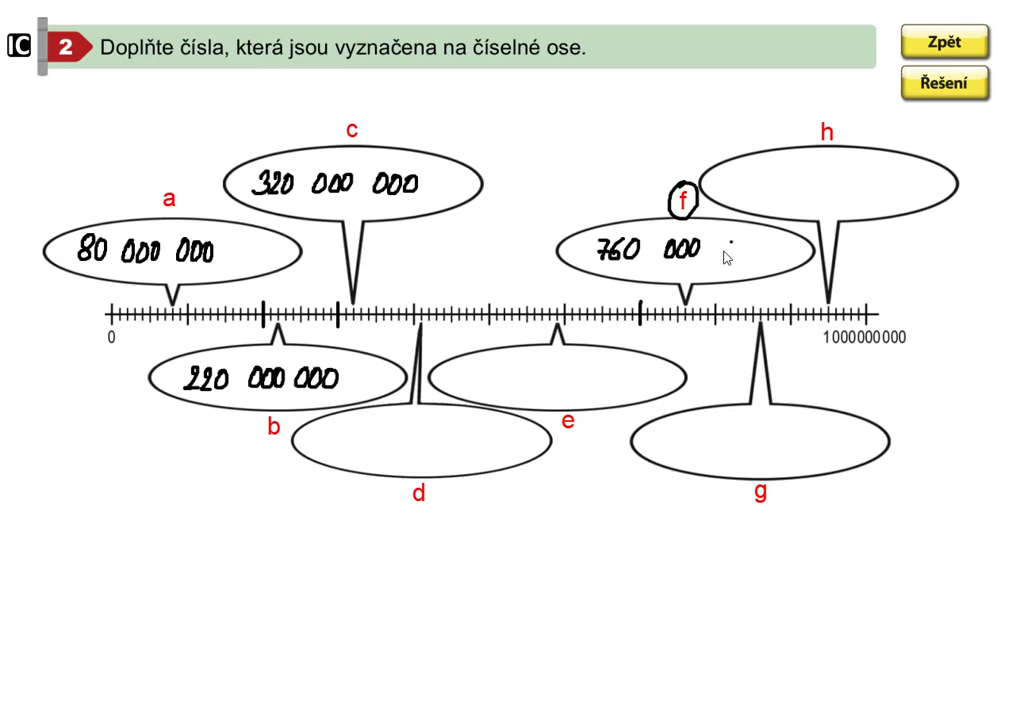 IC 2 Doplňte čísla, která jsou vyznačena na číselné ose.
Zpět
Řešení
c
h
320 000 000
a
f
80 000 000
760 000
0
1000000000
220 000 000
b
e
d
g